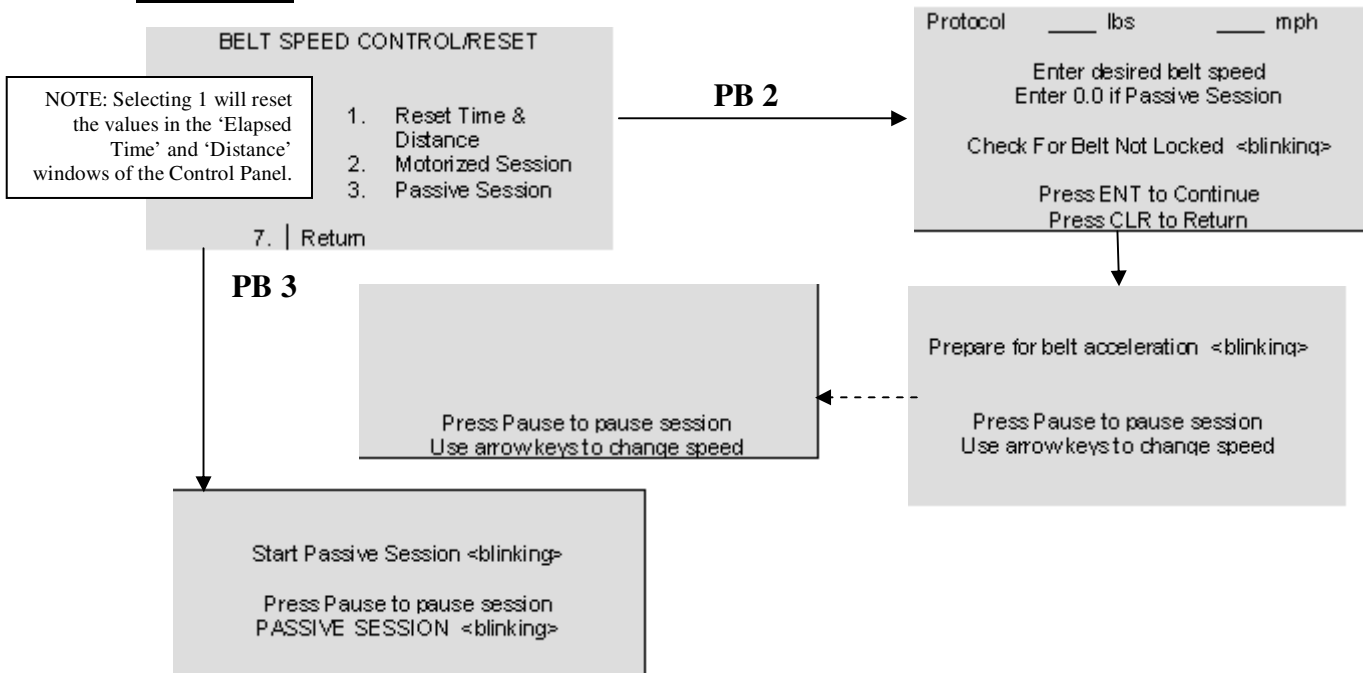 BELT SPEED CONTROL/RESET
NOTE: Selecting 1 will reset
the values in the ‘Elapsed
Time’ and ‘Distance’
windows of the Control Panel.
1. Reset Time &
Distance
2. Motorized Session
3. Passive Session
7. | Return
PB 2
Protocol ____ lbs ____ mph
Enter desired belt speed
Enter 0.0 if Passive Session
Check For Belt Not Locked <blinking>
Press ENT to Continue
Press CLR to Return
PB 3
Prepare for belt acceleration <blinking>
Press Pause to pause session
Use arrow keys to change speed
Press Pause to pause session
Use arrow keys to change speed
Start Passive Session <blinking>
Press Pause to pause session
PASSIVE SESSION <blinking>